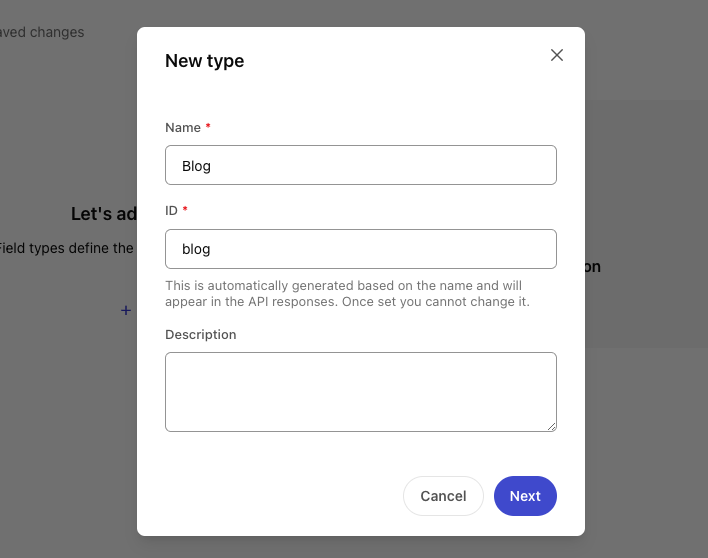 aved changes
New type
Name *
Blog
Let's ad
ID *
Field types define the
blog
on
This is automatically generated based on the name and will
appear in the API responses. Once set you cannot change it.
+
Description
Cancel
Next